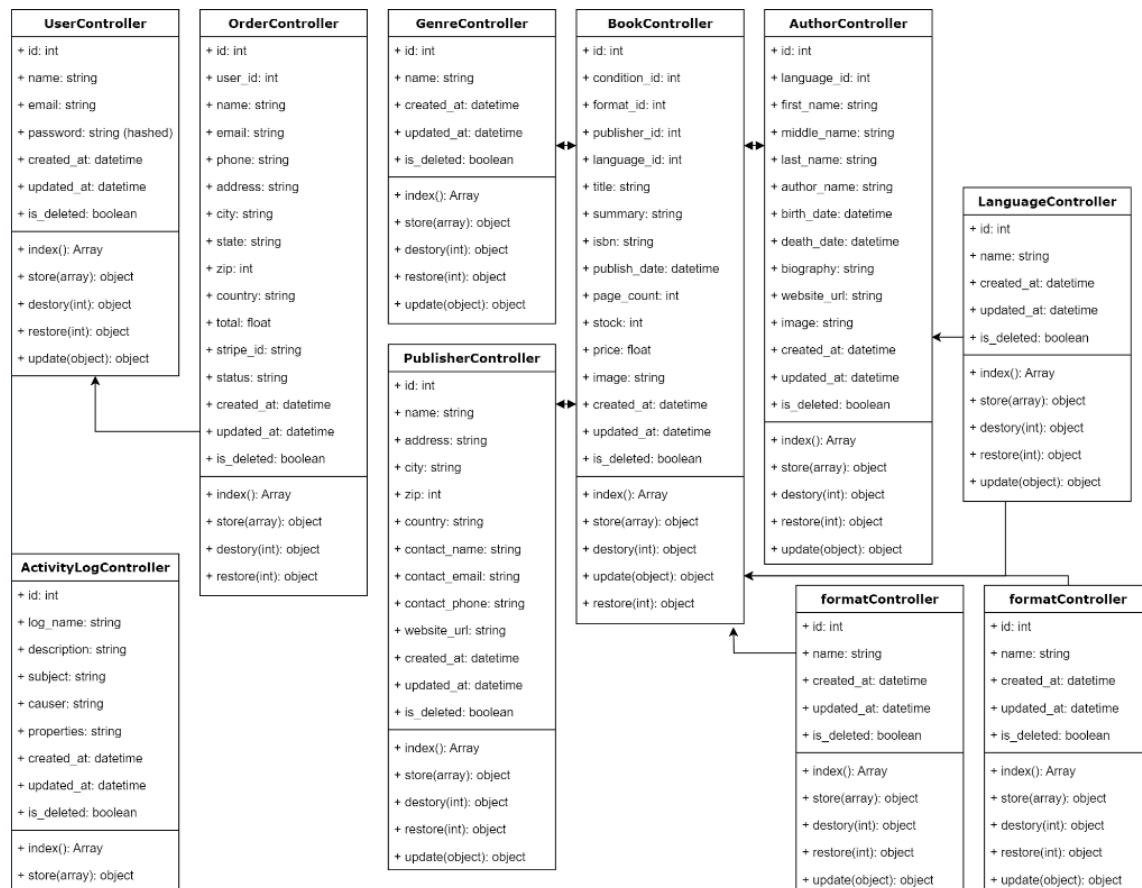 UserController
+ id: int
+ name: string
+ email: string
+ password: string (hashed)
+ created_at: datetime
+ updated_at: datetime
+ is_deleted: boolean
+ index(): Array
+ store(array): object
+ destory(int): object
+ restore(int): object
+ update(object): object
OrderController
+ id: int
+ user_id: int
+ name: string
+ email: string
+ phone: string
+ address: string
+ city: string
+ state: string
+ zip: int
+ country: string
+ total: float
+ stripe_id: string
+ status: string
+ created_at: datetime
+ updated_at: datetime
+ is_deleted: boolean
+ index(): Array
+ store(array): object
+ destory(int): object
+ restore(int): object
GenreController
+ id: int
+ name: string
+ created_at: datetime
+ updated_at: datetime
+ is_deleted: boolean
+ index(): Array
+ store(array): object
+ destory(int): object
+ restore(int): object
+ update(object): object
BookController
+ id: int
+ condition_id: int
+ format_id: int
+ publisher_id: int
+ language_id: int
+ title: string
+ summary: string
+ isbn: string
+ publish_date: datetime
+ page_count: int
+ stock: int
+ price: float
+ image: string
+ created_at: datetime
+ updated_at: datetime
+ is_deleted: boolean
+ index(): Array
+ store(array): object
+ destory(int): object
+ update(object): object
+ restore(int): object
AuthorController
+ id: int
+ language_id: int
+ first_name: string
+ middle_name: string
+ last_name: string
+ author_name: string
+ birth_date: datetime
+ death_date: datetime
+ biography: string
+ website_url: string
+ image: string
+ created_at: datetime
+ updated_at: datetime
+ is_deleted: boolean
+ index(): Array
+ store(array): object
+ destory(int): object
+ restore(int): object
+ update(object): object
LanguageController
+ id: int
+ name: string
+ created_at: datetime
+ updated_at: datetime
+ is_deleted: boolean
+ index(): Array
+ store(array): object
+ destory(int): object
+ restore(int): object
+ update(object): object
PublisherController
+ id: int
+ name: string
+ address: string
+ city: string
+ zip: int
+ country: string
+ contact_name: string
+ contact_email: string
+ contact_phone: string
+ website_url: string
+ created_at: datetime
+ updated_at: datetime
+ is_deleted: boolean
+ index(): Array
+ store(array): object
+ destory(int): object
+ restore(int): object
+ update(object): object
ActivityLogController
+ id: int
+ log_name: string
+ description: string
+ subject: string
+ causer: string
+ properties: string
+ created_at: datetime
+ updated_at: datetime
+ is_deleted: boolean
+ index(): Array
+ store(array): object
formatController
+ id: int
+ name: string
+ created_at: datetime
+ updated_at: datetime
+ is_deleted: boolean
+ index(): Array
+ store(array): object
+ destory(int): object
+ restore(int): object
+ update(object): object
formatController
+ id: int
+ name: string
+ created_at: datetime
+ updated_at: datetime
+ is_deleted: boolean
+ index(): Array
+ store(array): object
+ destory(int): object
+ restore(int): object
+ update(object): object